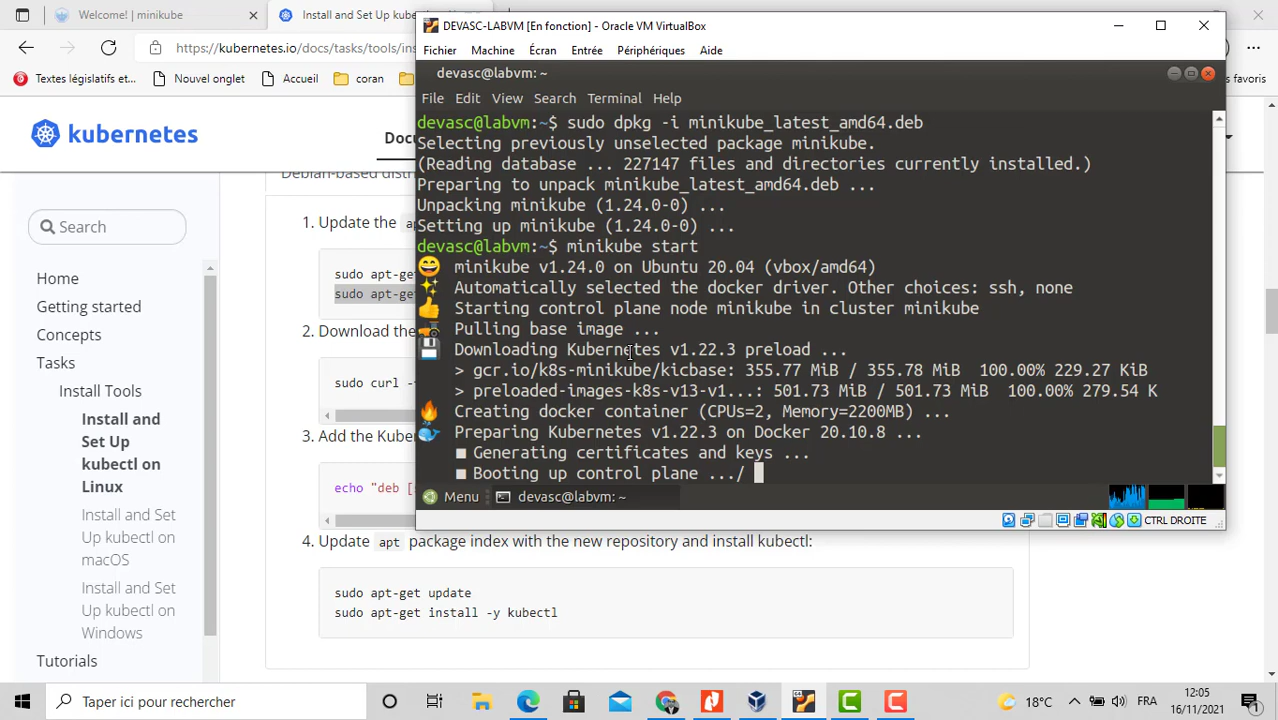 Welcome! | minikube
Install and Set Up kubectl
https://kubernetes.io/docs/tasks/tools/ins
Textes législatifs et...
Nouvel onglet
Accueil
coran
s favoris
kubernetes
Docu
Debian-based distr
Search
Home
Getting started
Concepts
Tasks
Install Tools
Install and
Set Up
kubectl on
Linux
Install and Set
Up kubectl on
macOS
Install and Set
Up kubectl on
Windows
Tutorials
1. Update the ap
sudo apt-get
sudo apt-get
2. Download the
sudo curl -
3. Add the Kuber
echo "deb [s
4. Update apt package index with the new repository and install kubectl:
sudo apt-get update
sudo apt-get install -y kubectl
DEVASC-LABVM [En fonction] - Oracle VM VirtualBox
Fichier Machine Écran Entrée Périphériques Aide
devasc@labvm: ~
File Edit View Search Terminal Help
devasc@labvm:~$ sudo dpkg -i minikube_latest_amd64.deb
Selecting previously unselected package minikube.
(Reading database ... 227147 files and directories currently installed.)
Preparing to unpack minikube_latest_amd64.deb ...
Unpacking minikube (1.24.0-0) ...
Setting up minikube (1.24.0-0) ...
devasc@labvm:~$ minikube start
minikube v1.24.0 on Ubuntu 20.04 (vbox/amd64)
Automatically selected the docker driver. Other choices: ssh, none
Starting control plane node minikube in cluster minikube
Pulling base image ...
Downloading Kubernetes v1.22.3 preload ...
> gcr.io/k8s-minikube/kicbase: 355.77 MiB / 355.78 MiB 100.00% 229.27 KiB
> preloaded-images-k8s-v13-v1...: 501.73 MiB / 501.73 MiB 100.00% 279.54 K
Creating docker container (CPUs=2, Memory=2200MB) ...
Preparing Kubernetes v1.22.3 on Docker 20.10.8 ...
■ Generating certificates and keys ...
■ Booting up control plane .../
Menu
devasc@labvm: ~
CTRL DROITE
Taper ici pour rechercher
18°C
FRA
12:05
16/11/2021
1